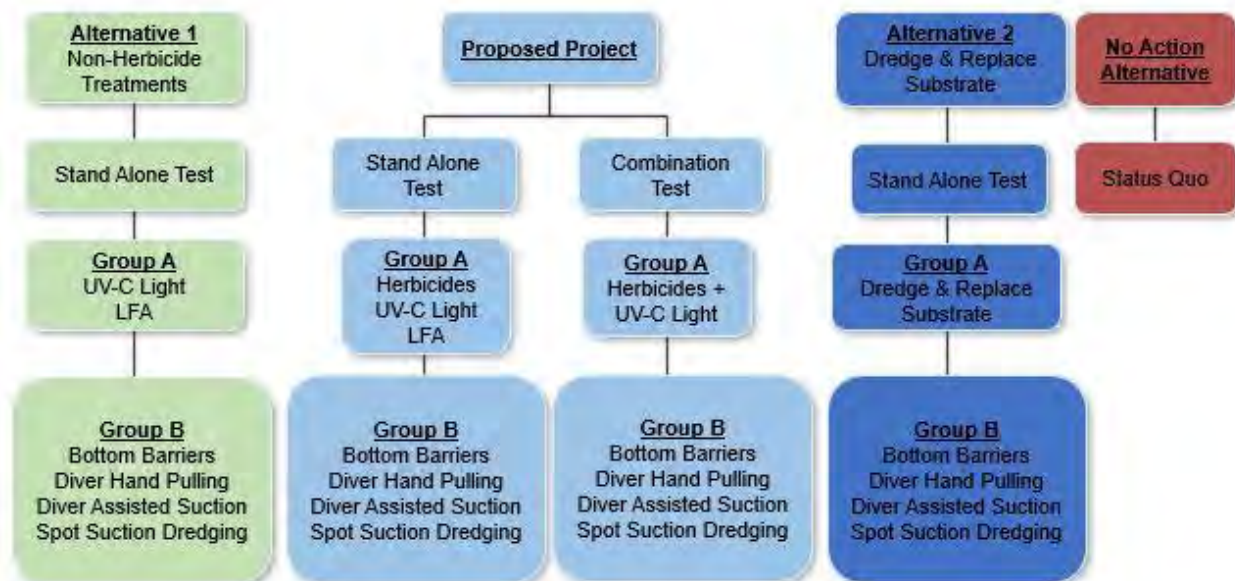 Alternative 1
Non-Herbicide
Treatments
Stand Alone Test
Group A
UV-C Light
LFA
Group B
Bottom Barriers
Diver Hand Pulling
Diver Assisted Suction
Spot Suction Dredging
Proposed Project
Stand Alone
Test
Group A
Herbicides
UV-C Light
LFA
Group B
Bottom Barriers
Diver Hand Pulling
Diver Assisted Suction
Spot Suction Dredging
Combination
Test
Group A
Herbicides +
UV-C Light
Group B
Bottom Barriers
Diver Hand Pulling
Diver Assisted Suction
Spot Suction Dredging
Alternative 2
Dredge & Replace
Substrate
Stand Alone Test
Group A
Dredge & Replace
Substrate
Group B
Bottom Barriers
Diver Hand Pulling
Diver Assisted Suction
Spot Suction Dredging
No Action
Alternative
Status Quo